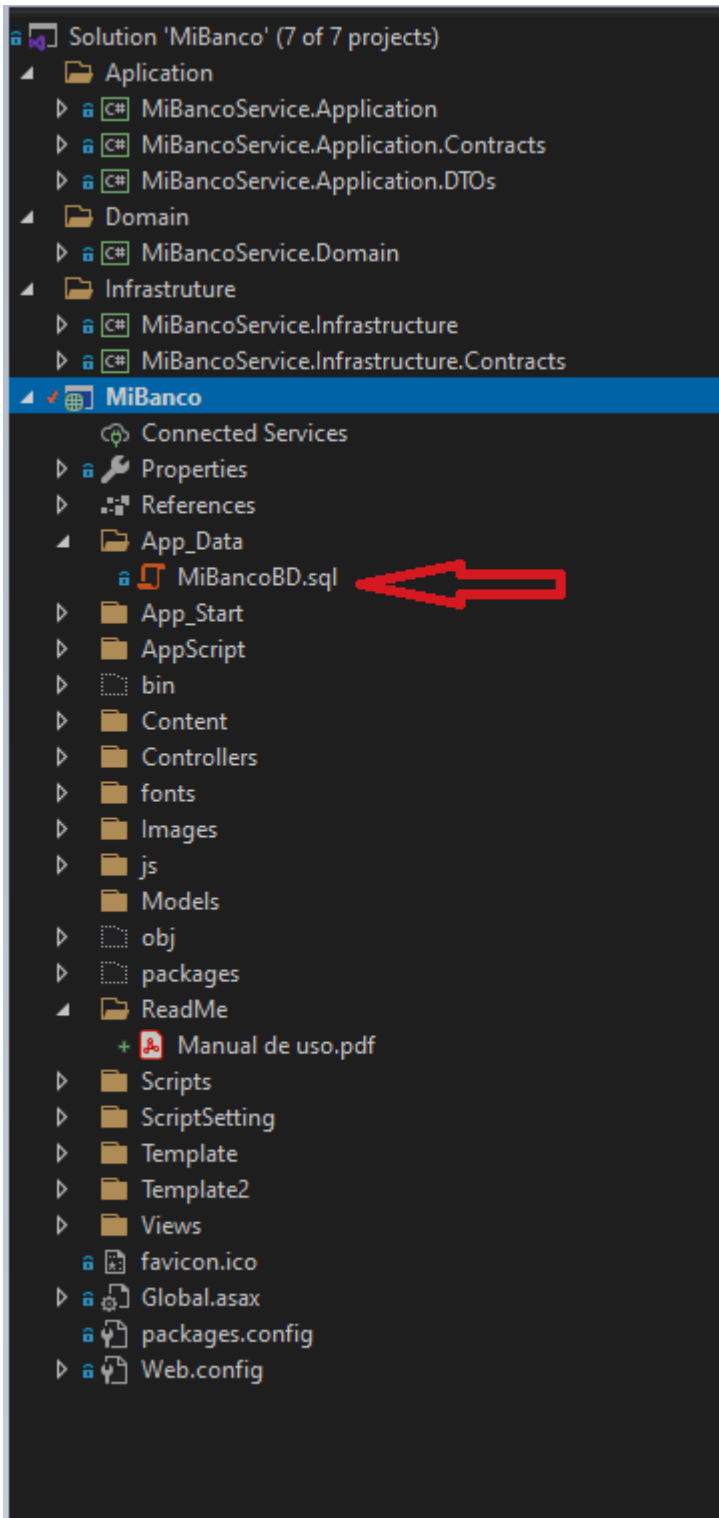 Solution 'MiBanco' (7 of 7 projects)
Aplication
C# MiBancoService.Application
C# MiBancoService.Application.Contracts
C# MiBancoService.Application.DTOs
Domain
C# MiBancoService.Domain
Infrastruture
C# MiBancoService.Infrastructure
C# MiBancoService.Infrastructure.Contracts
MiBanco
Connected Services
Properties
References
App_Data
MiBancoBD.sql
App_Start
AppScript
bin
Content
Controllers
fonts
Images
js
Models
obj
packages
ReadMe
Manual de uso.pdf
Scripts
ScriptSetting
Template
Template2
Views
favicon.ico
Global.asax
packages.config
Web.config